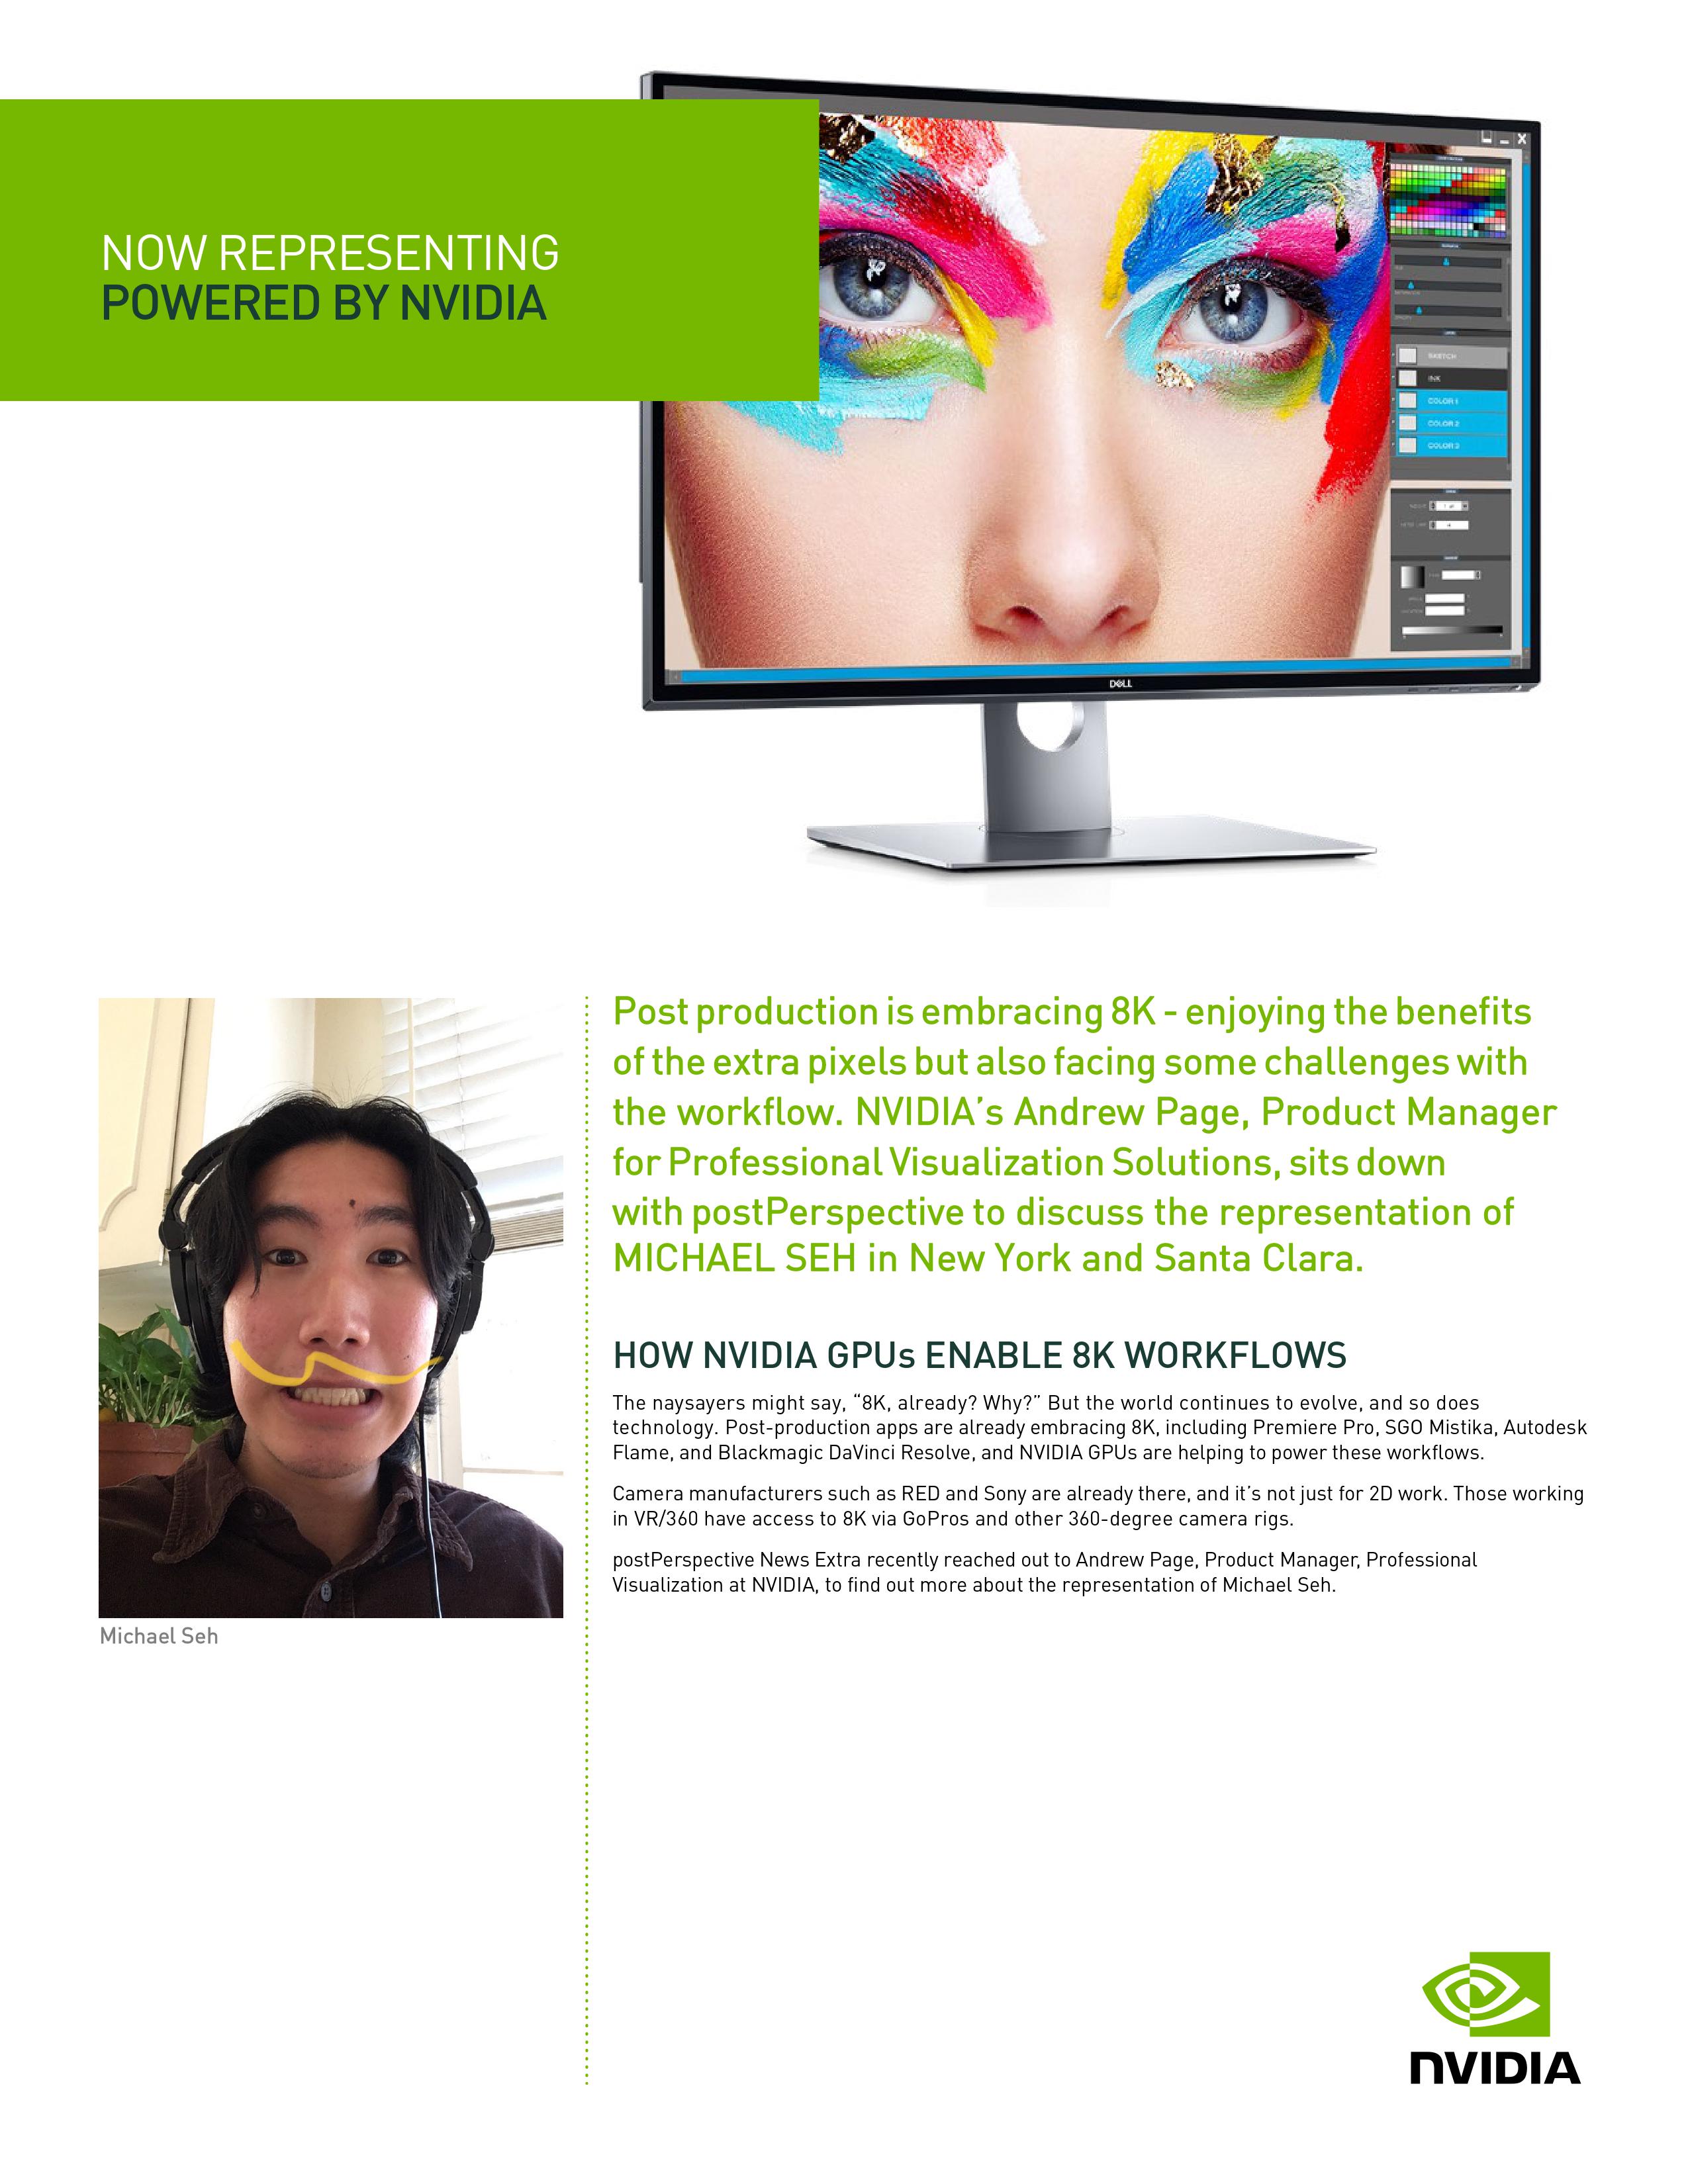 NOW REPRESENTING
POWERED BY NVIDIA
SKETCH
INK
COLOR 1
COLOR 2
COLOR 3
DELL
Post production is embracing 8K - enjoying the benefits
of the extra pixels but also facing some challenges with
the workflow. NVIDIA’s Andrew Page, Product Manager
for Professional Visualization Solutions, sits down
with postPerspective to discuss the representation of
MICHAEL SEH in New York and Santa Clara.
HOW NVIDIA GPUs ENABLE 8K WORKFLOWS
The naysayers might say, “8K, already? Why?” But the world continues to evolve, and so does
technology. Post-production apps are already embracing 8K, including Premiere Pro, SGO Mistika, Autodesk
Flame, and Blackmagic DaVinci Resolve, and NVIDIA GPUs are helping to power these workflows.
Camera manufacturers such as RED and Sony are already there, and it’s not just for 2D work. Those working
in VR/360 have access to 8K via GoPros and other 360-degree camera rigs.
postPerspective News Extra recently reached out to Andrew Page, Product Manager, Professional
Visualization at NVIDIA, to find out more about the representation of Michael Seh.
Michael Seh
NVIDIA